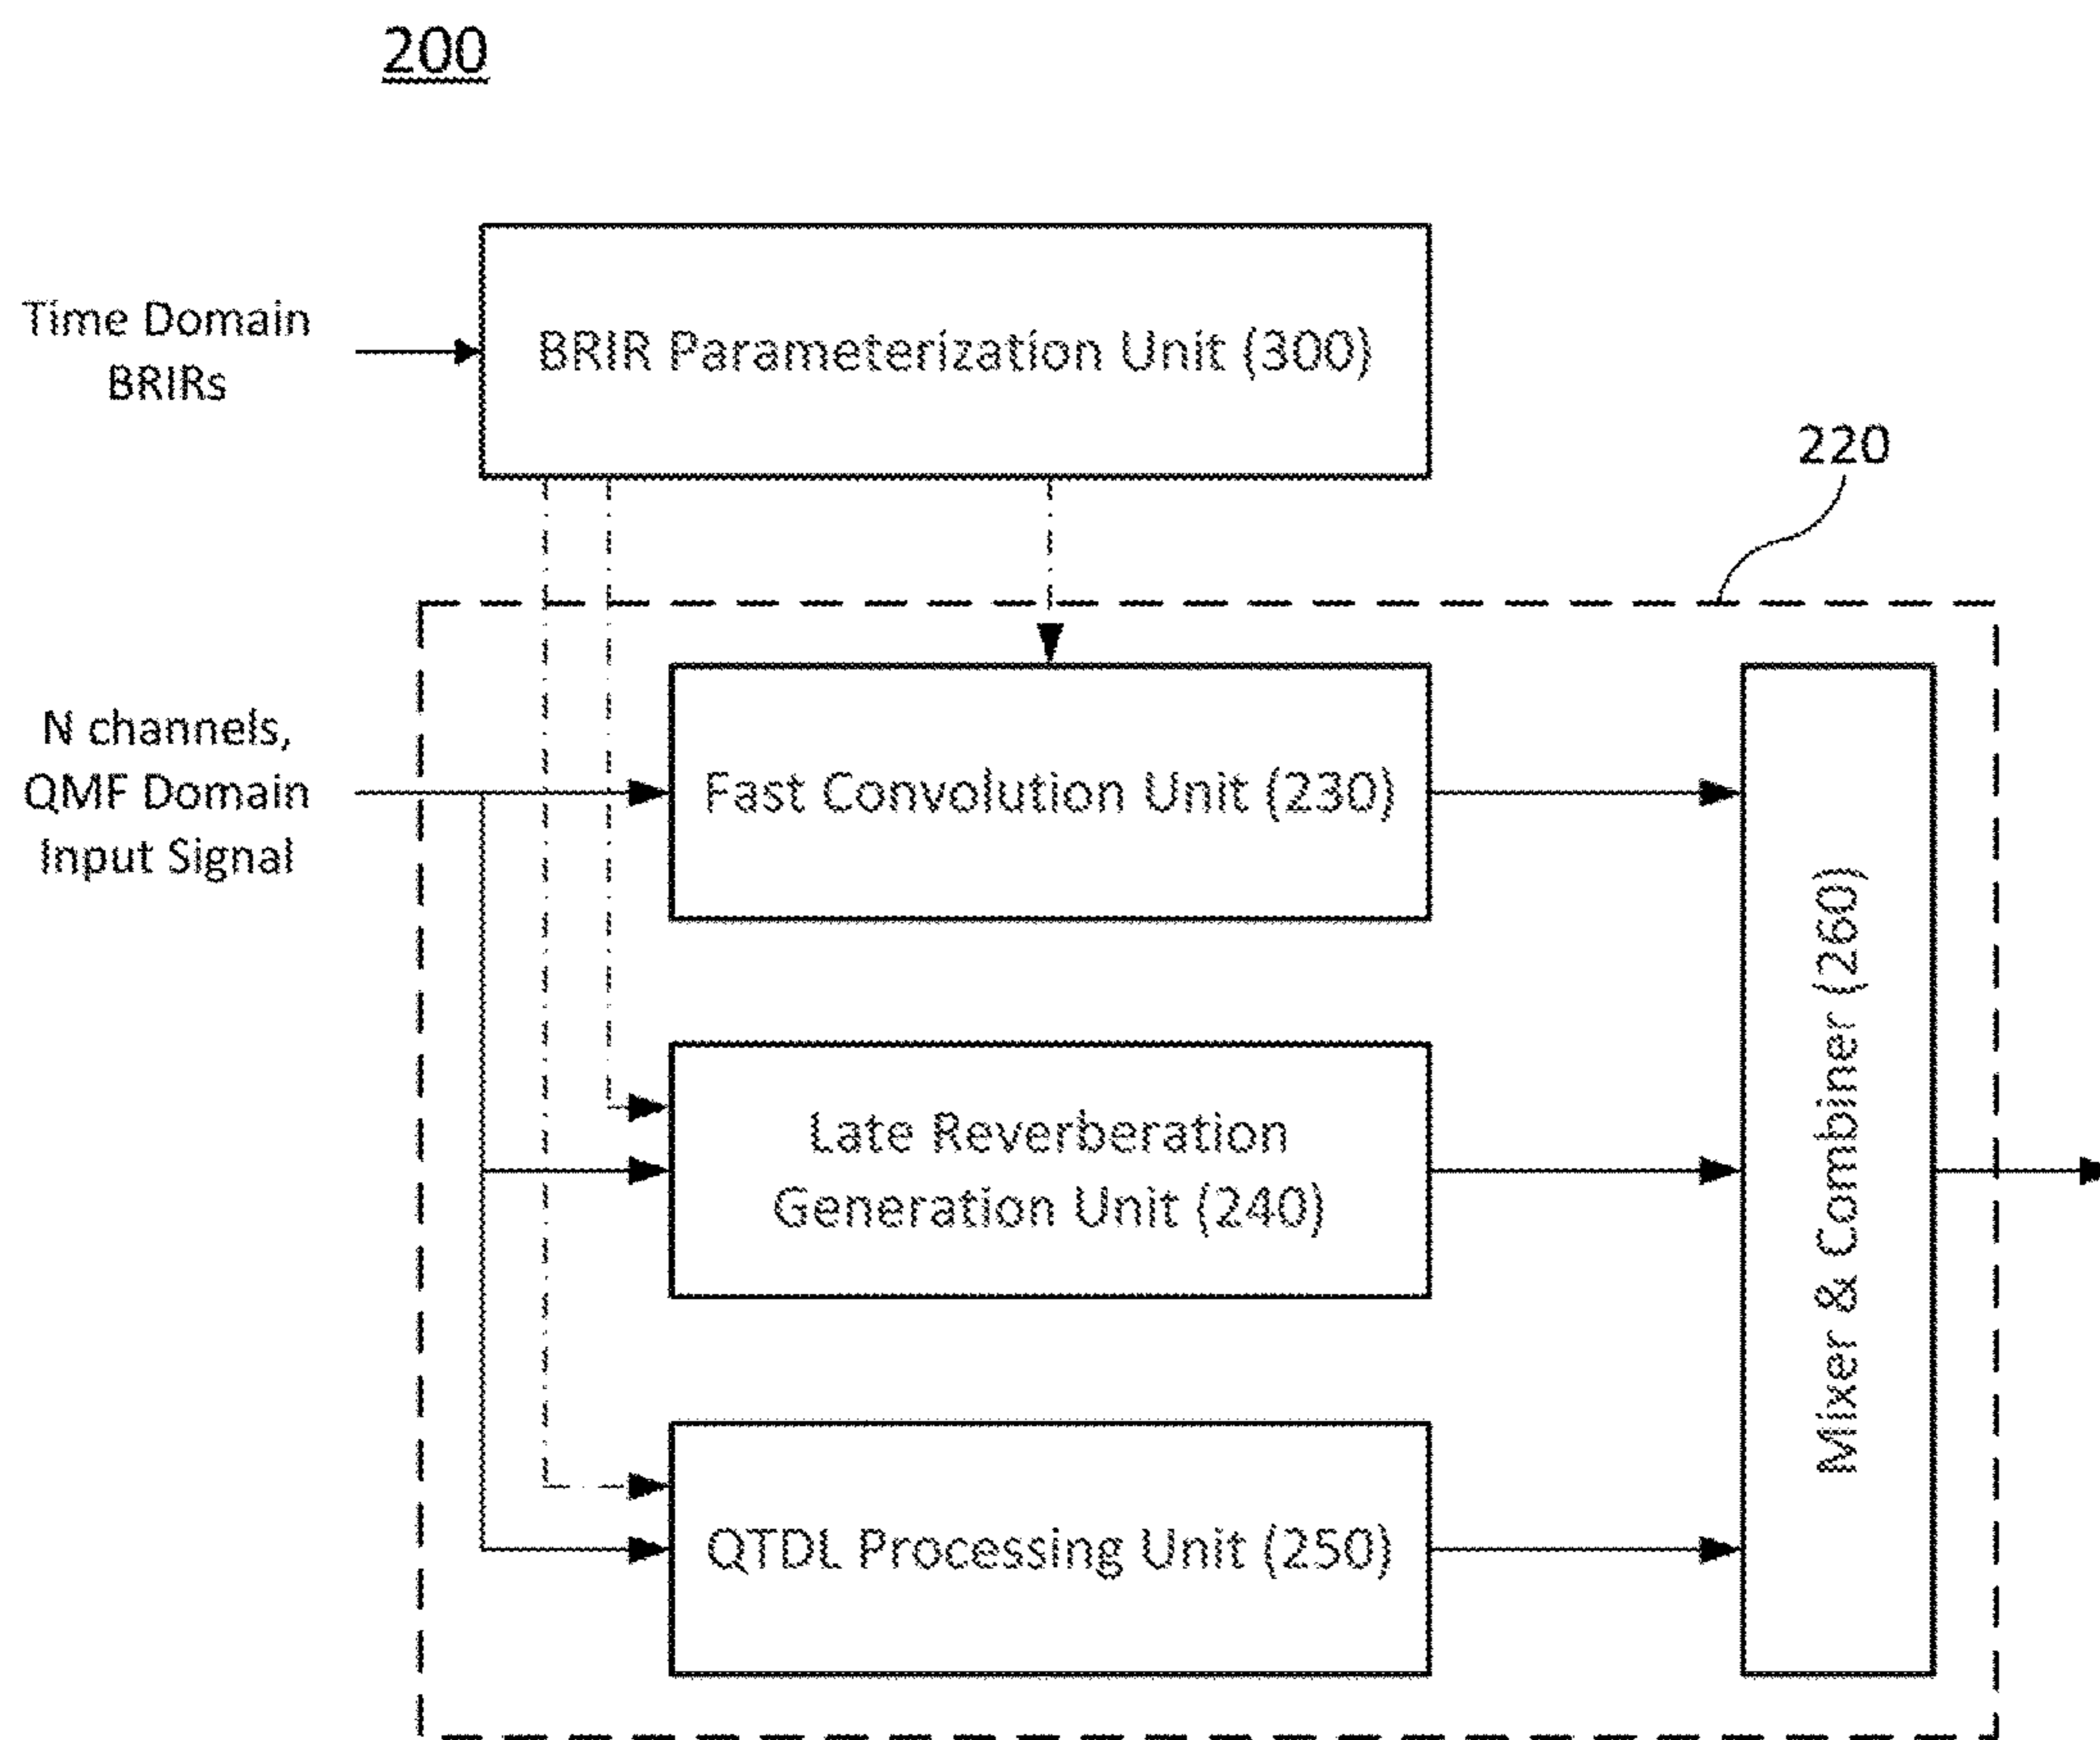 200
Time Domain
BRIRs
BRIR Parameterization Unit (300)
220
N channels,
QMF Domain
Input Signal
Fast Convolution Unit (230)
Late Reverberation
Generation Unit (240)
QTDL Processing Unit (250)
Mixer & Combiner (260)